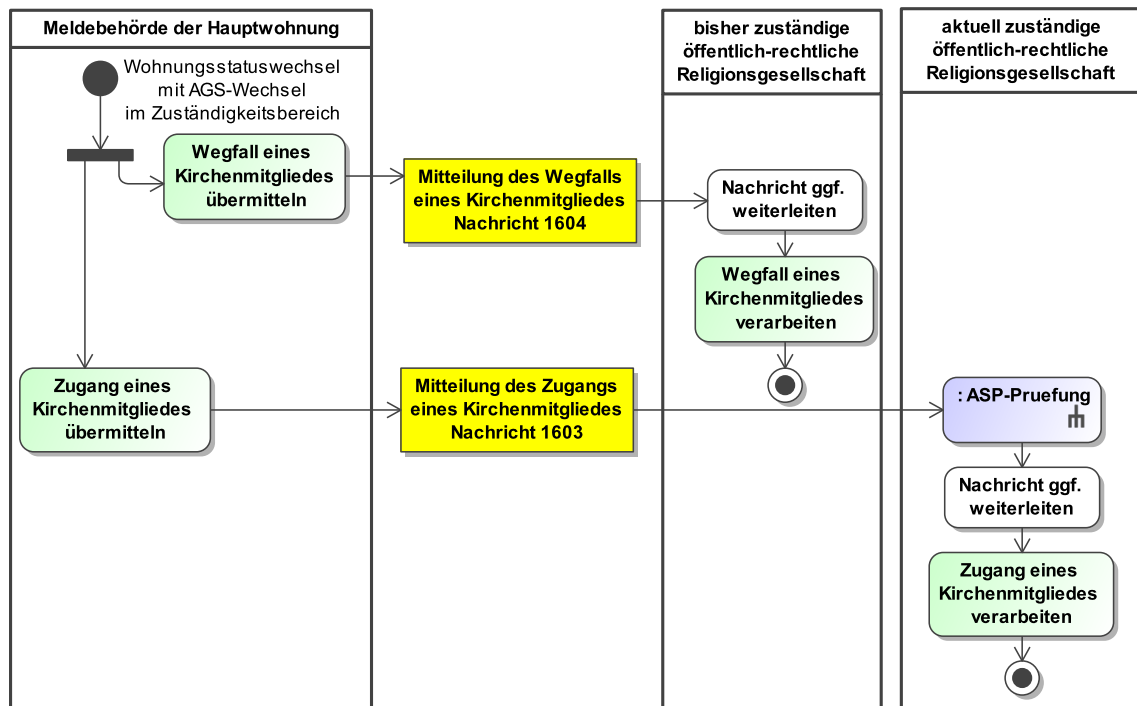 Meldebehörde der Hauptwohnung
Wohnungsstatuswechsel
mit AGS-Wechsel
im Zuständigkeitsbereich
Wegfall eines
Kirchenmitgliedes
übermitteln
Zugang eines
Kirchenmitgliedes
übermitteln
Mitteilung des Wegfalls
eines Kirchenmitgliedes
Nachricht 1604
Mitteilung des Zugangs
eines Kirchenmitgliedes
Nachricht 1603
bisher zuständige
öffentlich-rechtliche
Religionsgesellschaft
Nachricht ggf.
weiterleiten
Wegfall eines
Kirchenmitgliedes
verarbeiten
aktuell zuständige
öffentlich-rechtliche
Religionsgesellschaft
: ASP-Pruefung
Nachricht ggf.
weiterleiten
Zugang eines
Kirchenmitgliedes
verarbeiten